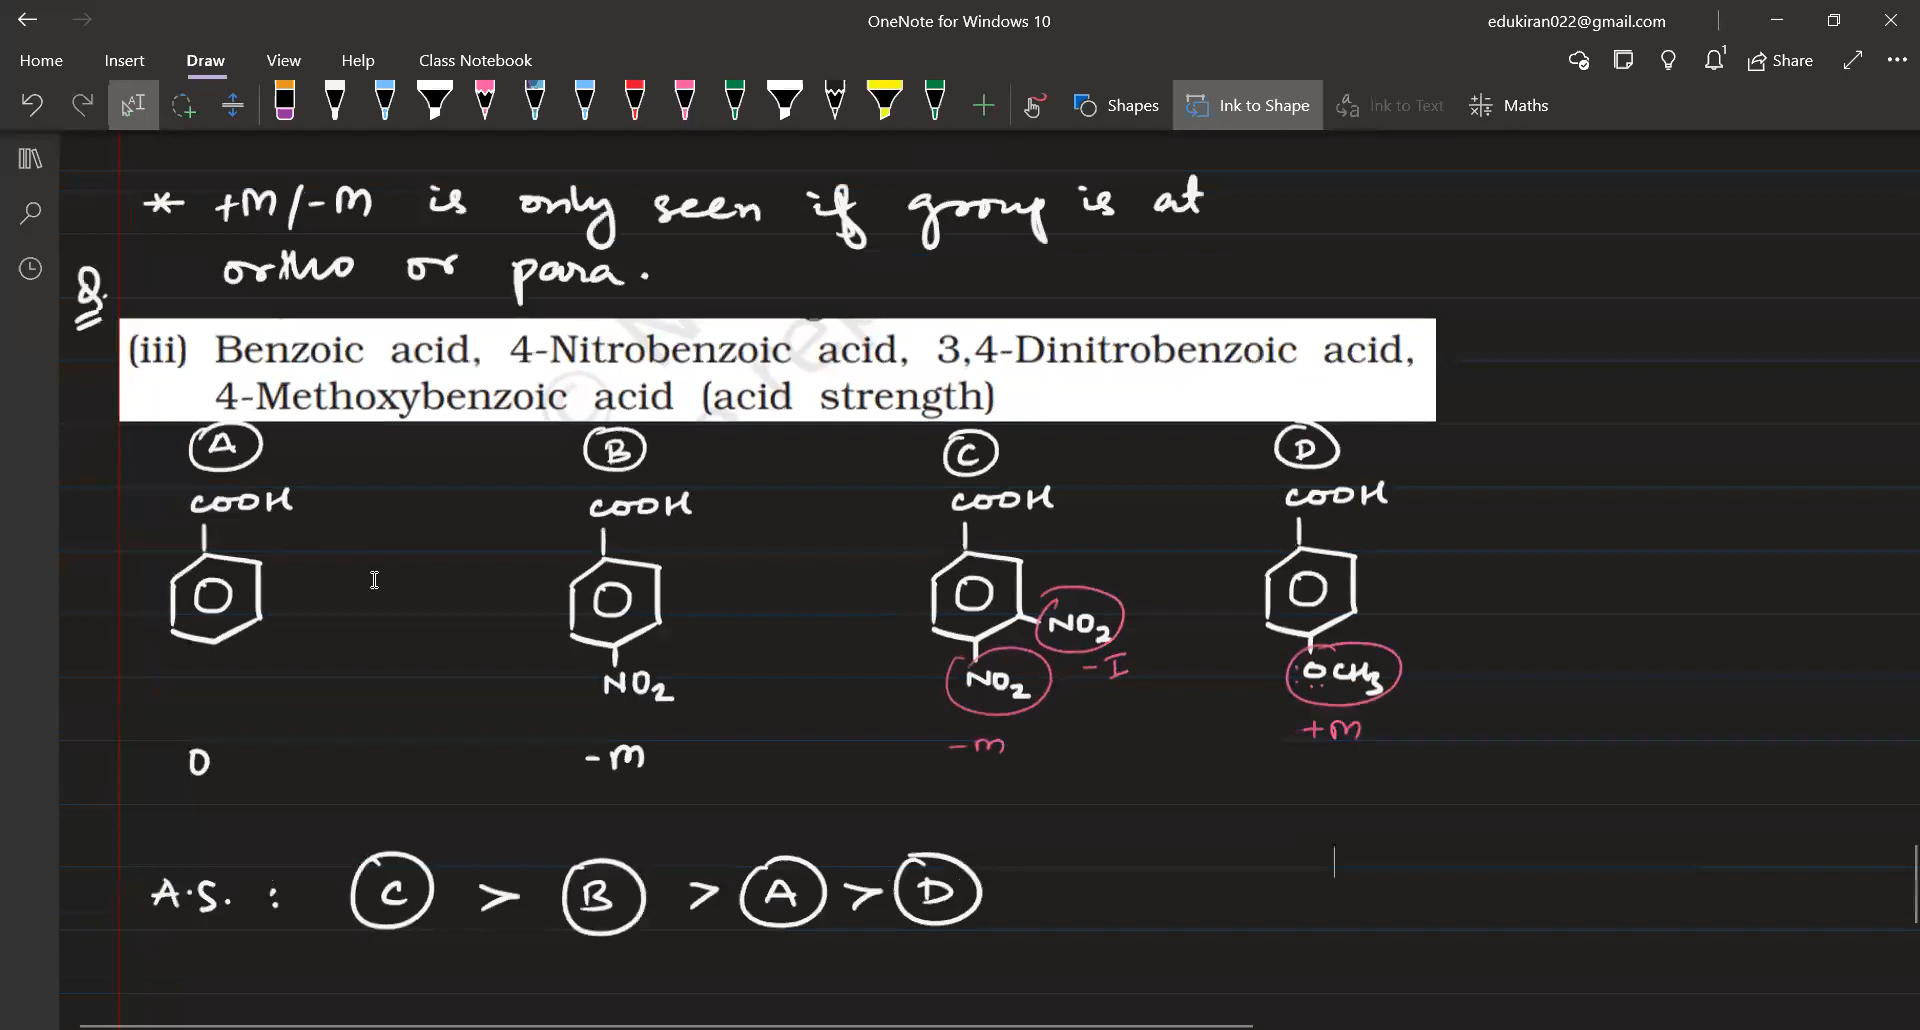 OneNote for Windows 10
edukiran022@gmail.com
Home Insert Draw View Help Class Notebook
1 Share
Shapes Ink to Shape Ink to Text Maths
* +M/-M is only seen if group is at
ortho or para.
Q.
(iii) Benzoic acid, 4-Nitrobenzoic acid, 3,4-Dinitrobenzoic acid,
4-Methoxybenzoic acid (acid strength)
A B C D
COOH COOH COOH COOH
NO2
-I
NO2 NO2 OCH3
-m +M
0 -M
A.S. : C > B > A > D